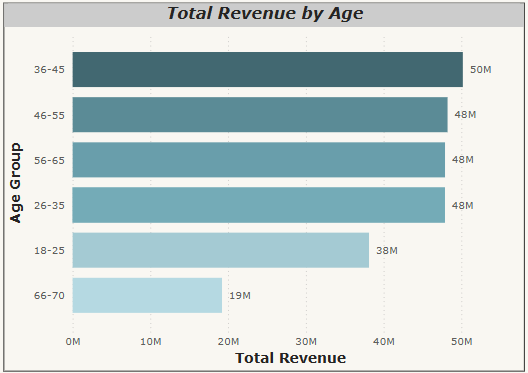 Total Revenue by Age
Age Group
36-45 50M
46-55 48M
56-65 48M
26-35 48M
18-25 38M
66-70 19M
0M 10M 20M 30M 40M 50M
Total Revenue